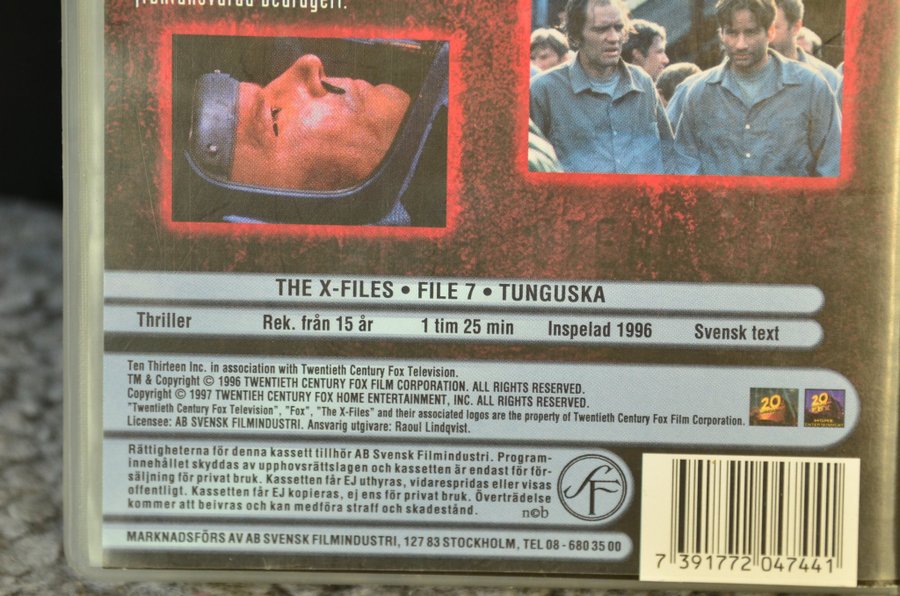 THE X-FILES • FILE 7 • TUNGUSKA
Thriller Rek. från 15 år 1 tim 25 min Inspelad 1996 Svensk text
Ten Thirteen Inc. in association with Twentieth Century Fox Television.
TM & Copyright © 1996 TWENTIETH CENTURY FOX FILM CORPORATION. ALL RIGHTS RESERVED.
Copyright © 1997 TWENTIEH CENTURY FOX HOME ENTERTAINMENT, INC. ALL RIGHTS RESERVED.
"Twentieth Century Fox Television", "Fox", "The X-Files" and their associated logos are the property of Twentieth Century Fox Film Corporation.
Licensee: AB SVENSK FILMINDUSTRI. Ansvarig utgivare: Raoul Lindqvist.
Rättigheterna för denna kassett tillhör AB Svensk Filmindustri. Program-
innehållet skyddas av upphovsrättslagen och kassetten är endast för för-
säljning för privat bruk. Kassetten får EJ uthyras, vidarespridas eller visas
offentligt. Kassetten får EJ kopieras, ej ens för privat bruk. Överträdelse
kommer att beivras och kan medföra straff och skadestånd.
n©b
SF
MARKNADSFÖRS AV AB SVENSK FILMINDUSTRI, 127 83 STOCKHOLM, TEL 08 - 680 35 00
7 391772 047441